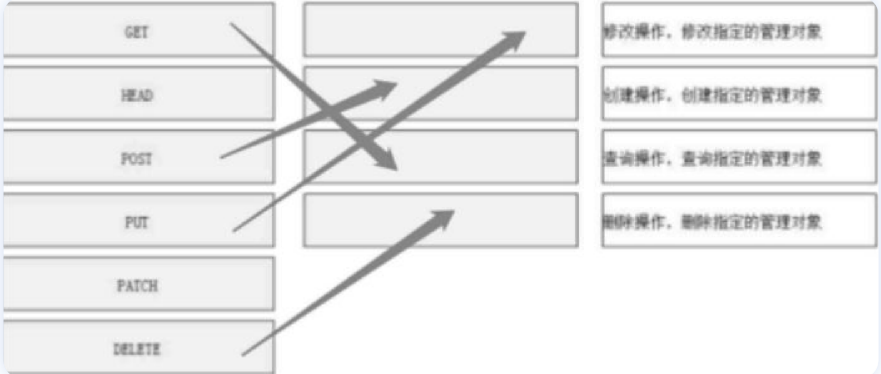 GET
修改操作，修改指定的管理对象
HEAD
创建操作，创建指定的管理对象
POST
查询操作，查询指定的管理对象
PUT
删除操作，删除指定的管理对象
PATCH
DELETE